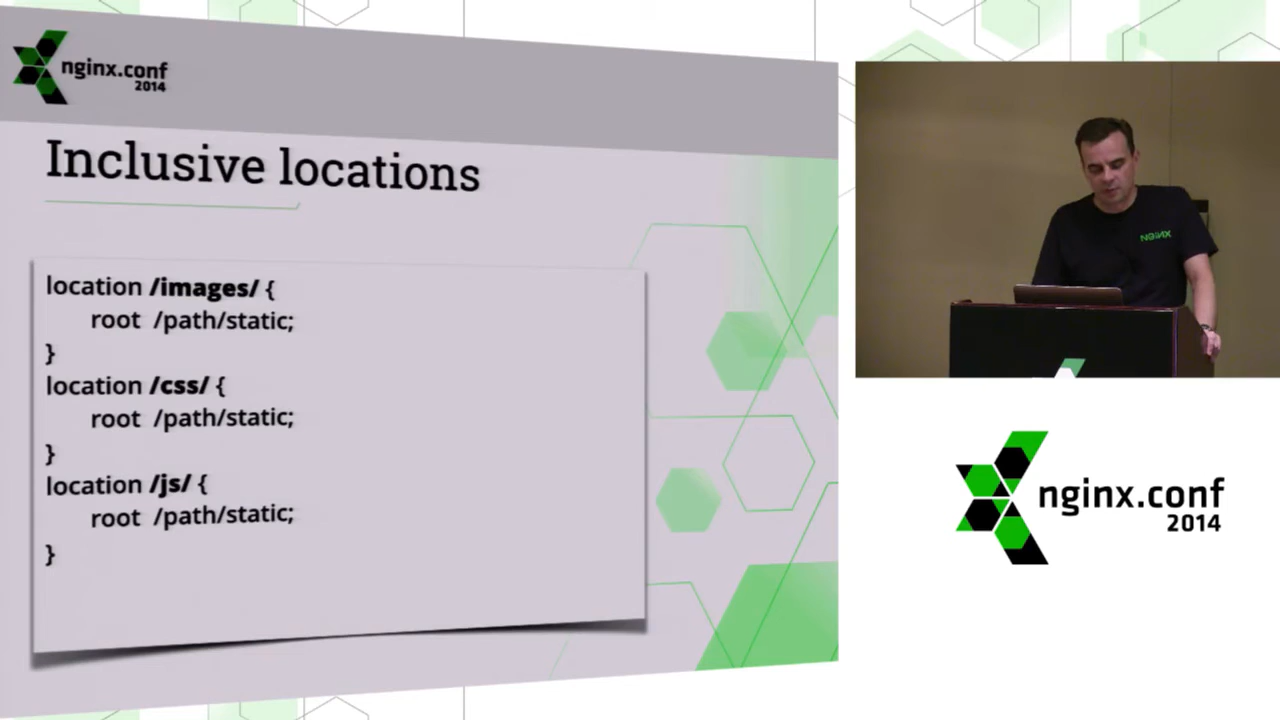 nginx.conf
2014
Inclusive locations
location /images/ {
root /path/static;
}
location /css/ {
root /path/static;
}
location /js/ {
root /path/static;
}
NGINX
nginx.conf
2014